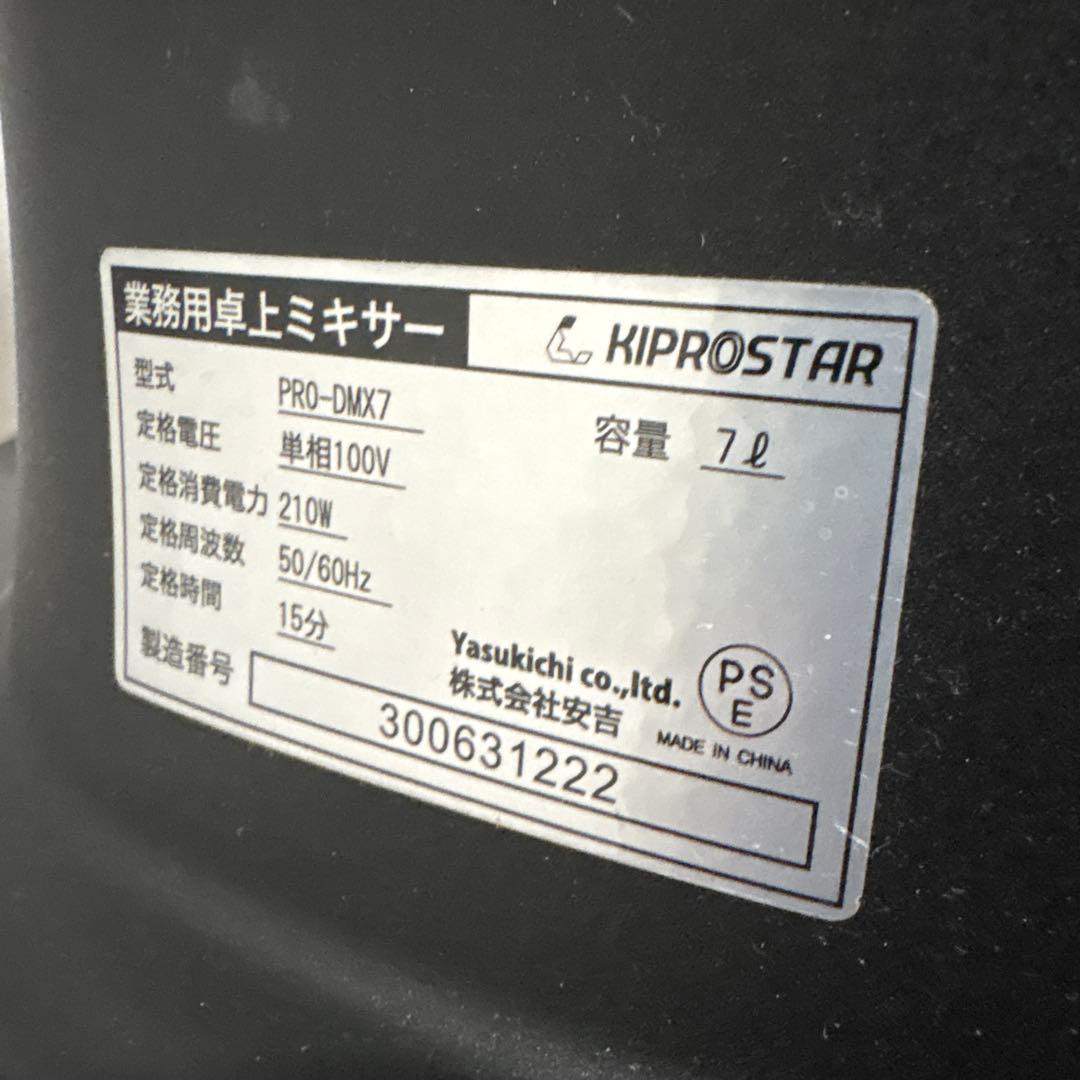 業務用卓上ミキサー KIPROSTAR
型式 PRO-DMX7 容量 7ℓ
定格電圧 単相100V
定格消費電力 210W
定格周波数 50/60Hz
定格時間 15分
Yasukichi co.,ltd.
株式会社安吉
PSE
MADE IN CHINA
製造番号 300631222